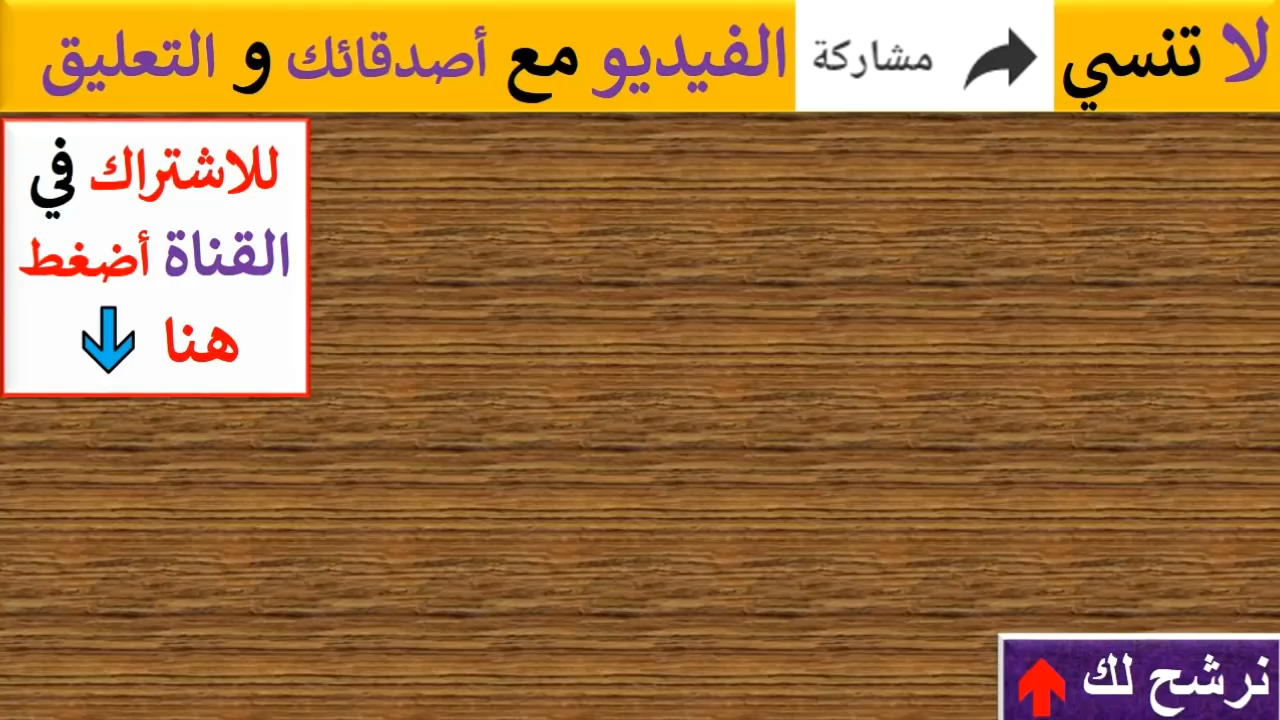 لا تنسي مشاركة الفيديو مع أصدقائك و التعليق
للاشتراك في
القناة أضغط
هنا
نرشح لك